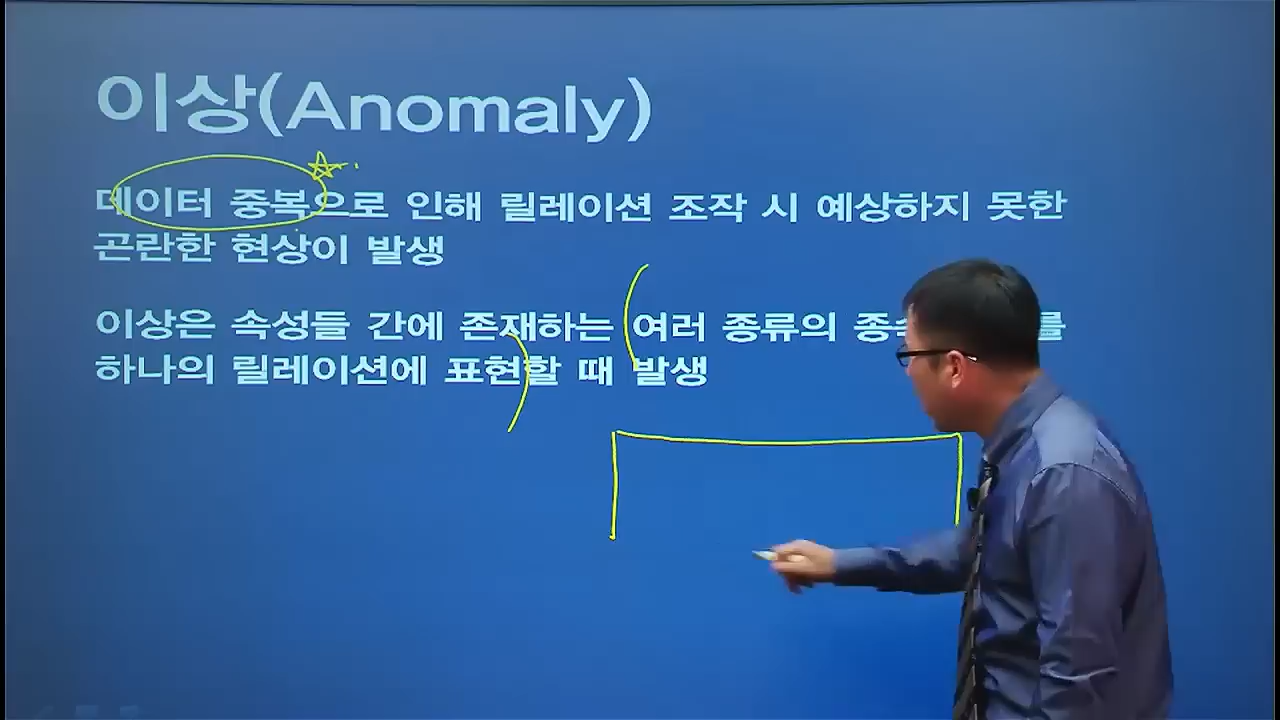 이상(Anomaly)
데이터 중복으로 인해 릴레이션 조작 시 예상하지 못한
곤란한 현상이 발생
이상은 속성들 간에 존재하는 여러 종류의
하나의 릴레이션에 표현할 때 발생